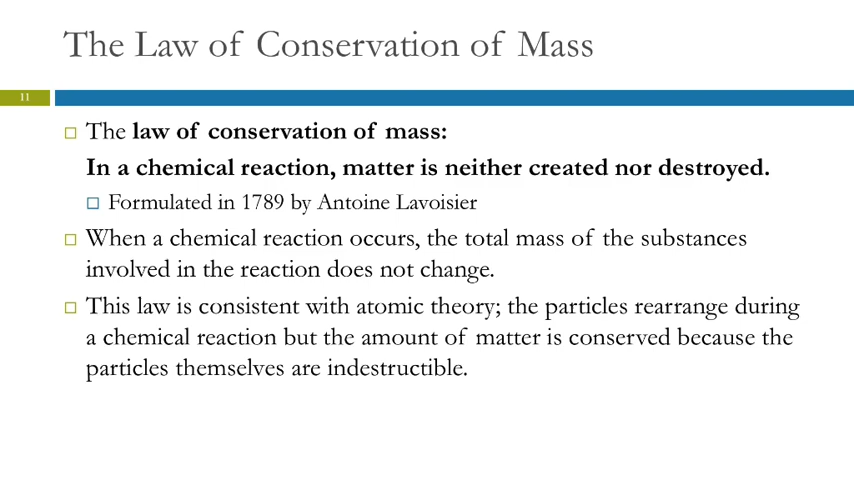 The Law of Conservation of Mass
11
The law of conservation of mass:
In a chemical reaction, matter is neither created nor destroyed.
Formulated in 1789 by Antoine Lavoisier
When a chemical reaction occurs, the total mass of the substances
involved in the reaction does not change.
This law is consistent with atomic theory; the particles rearrange during
a chemical reaction but the amount of matter is conserved because the
particles themselves are indestructible.